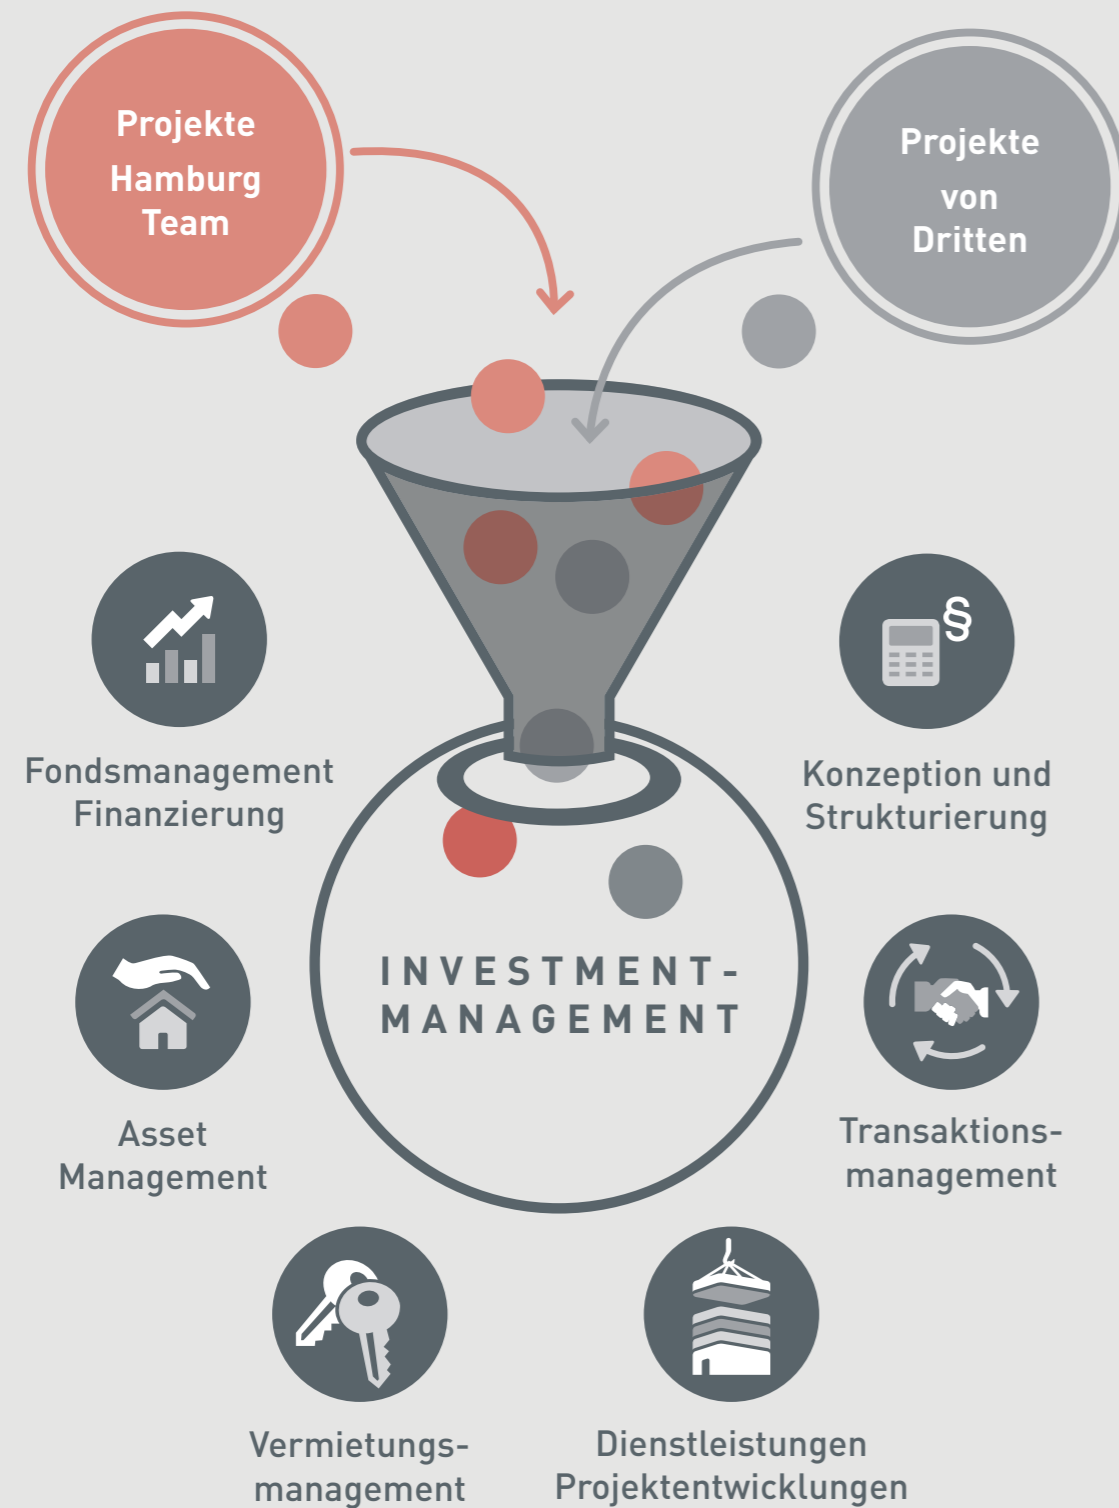 Projekte
Hamburg
Team
Projekte
von
Dritten
§
Fondsmanagement
Finanzierung
Konzeption und
Strukturierung
INVESTMENT-
MANAGEMENT
Asset
Management
Transaktions-
management
Vermietungs-
management
Dienstleistungen
Projektentwicklungen